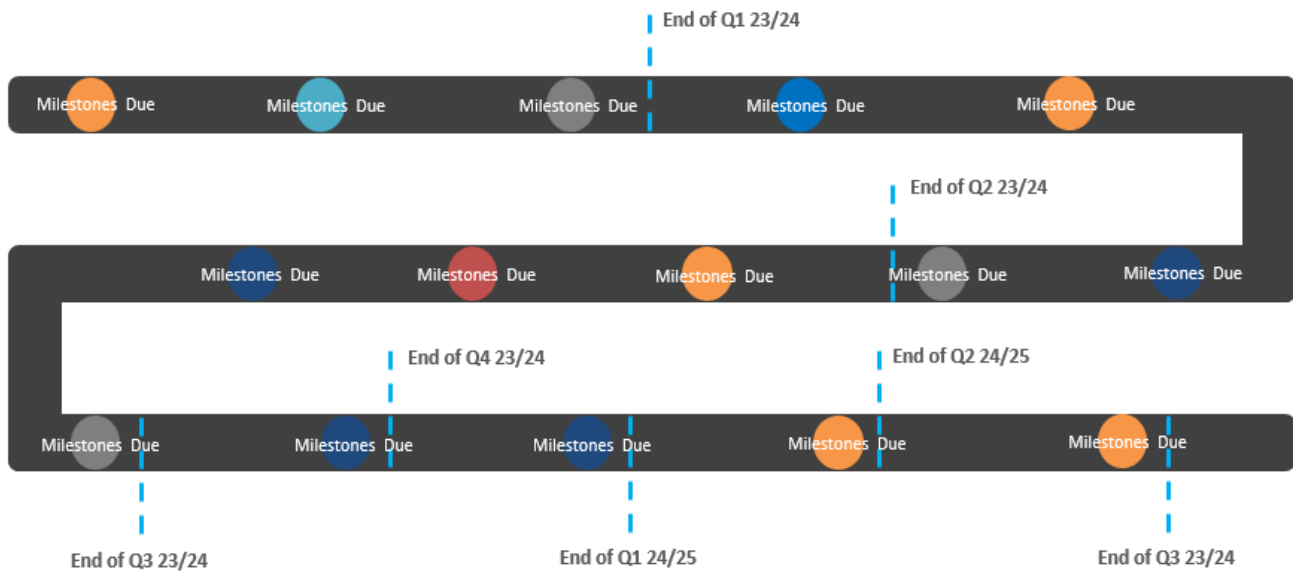 End of Q1 23/24
Milestones Due Milestones Due Milestones Due Milestones Due Milestones Due
End of Q2 23/24
Milestones Due Milestones Due Milestones Due Milestones Due Milestones Due
End of Q4 23/24 End of Q2 24/25
Milestones Due Milestones Due Milestones Due Milestones Due Milestones Due
End of Q3 23/24 End of Q1 24/25 End of Q3 23/24